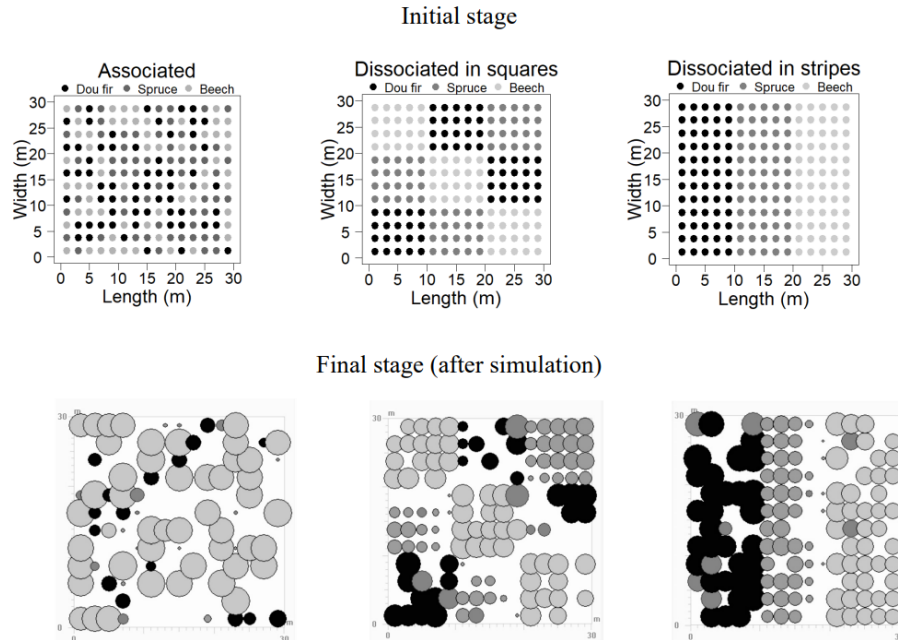 Initial stage
Associated
Dou fir Spruce Beech
Width (m)
30
25
20
15
10
5
0
0 5 10 15 20 25 30
Length (m)
Dissociated in squares
Dou fir Spruce Beech
Width (m)
30
25
20
15
10
5
0
0 5 10 15 20 25 30
Length (m)
Dissociated in stripes
Dou fir Spruce Beech
Width (m)
30
25
20
15
10
5
0
0 5 10 15 20 25 30
Length (m)
Final stage (after simulation)
30 m
0
0 30
30 m
0
0 30
30 m
0
0